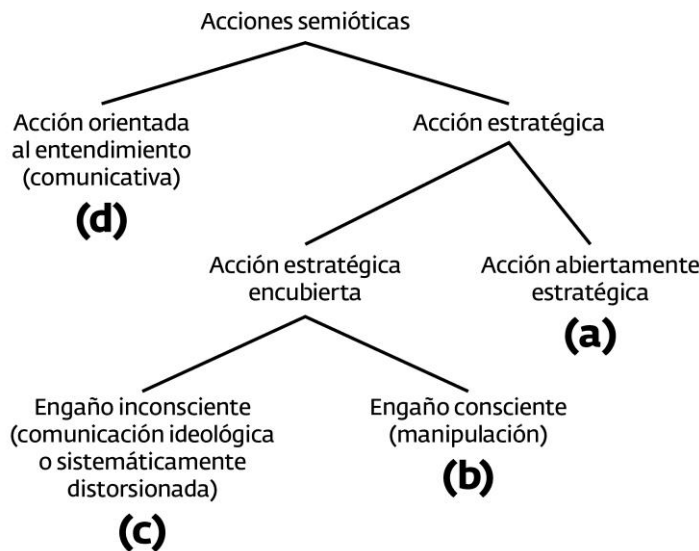 Acciones semióticas
Acción orientada
al entendimiento
(comunicativa)
(d)
Acción estratégica
Acción estratégica
encubierta
Acción abiertamente
estratégica
(a)
Engaño inconsciente
(comunicación ideológica
o sistemáticamente
distorsionada)
(c)
Engaño consciente
(manipulación)
(b)